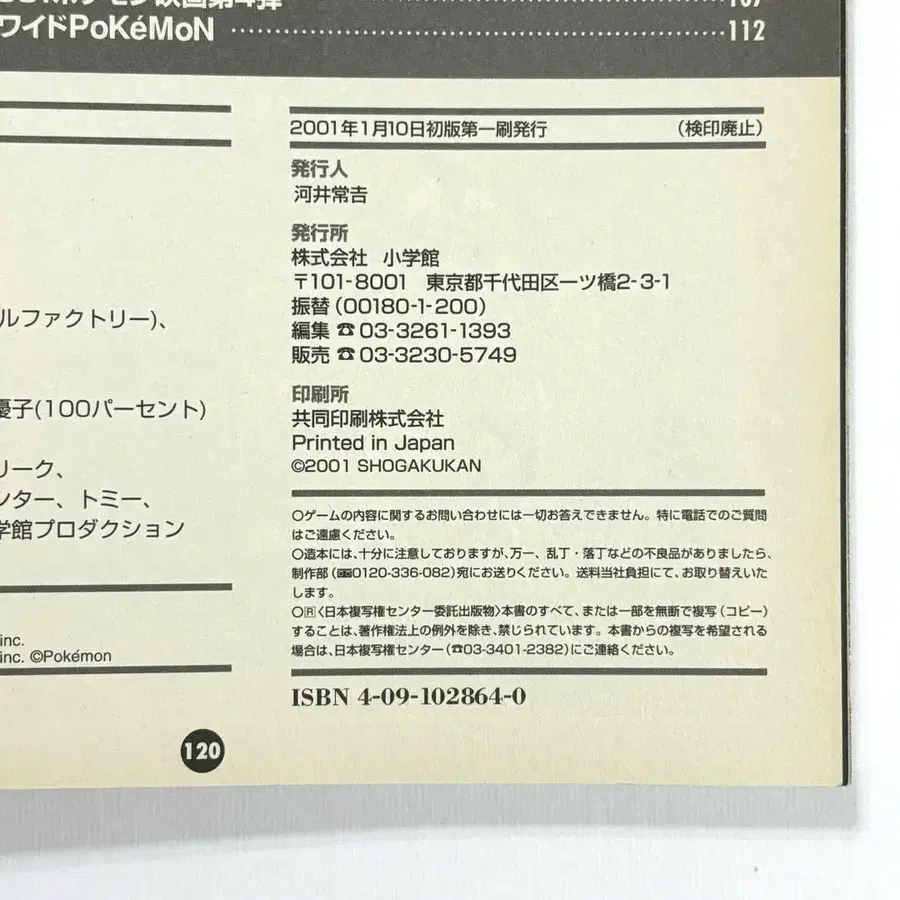 ワイドPoKéMoN 112
2001年1月10日初版第一刷発行 (検印廃止)
発行人
河井常吉
発行所
株式会社 小学館
〒101-8001 東京都千代田区一ツ橋2-3-1
振替(00180-1-200)
編集☎03-3261-1393
販売☎03-3230-5749
印刷所
共同印刷株式会社
Printed in Japan
©2001 SHOGAKUKAN
○ゲームの内容に関するお問い合わせには一切お答えできません。特に電話でのご質問
はご遠慮ください。
○造本には、十分に注意しておりますが、万一、乱丁・落丁などの不良品がありましたら、
制作部(0120-336-082)宛にお送りください。送料当社負担にて、お取り替えいた
します。
○Ⓡ〈日本複写権センター委託出版物〉本書のすべて、または一部を無断で複写(コピー)
することは、著作権法上の例外を除き、禁じられています。本書からの複写を希望される
場合は、日本複写権センター(☎03-3401-2382)にご連絡ください。
ISBN 4-09-102864-0
ルファクトリー)、
優子(100パーセント)
リーク、
ンター、トミー、
学館プロダクション
inc.
inc. ©Pokémon
120